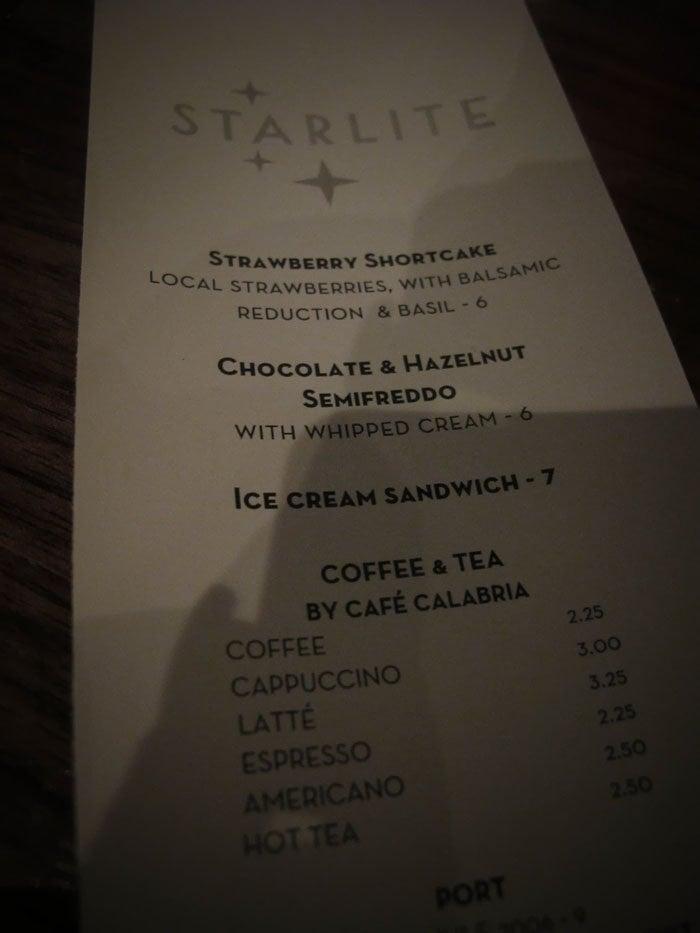 STARLITE
STRAWBERRY SHORTCAKE
LOCAL STRAWBERRIES, WITH BALSAMIC
REDUCTION & BASIL - 6
CHOCOLATE & HAZELNUT
SEMIFREDDO
WITH WHIPPED CREAM - 6
ICE CREAM SANDWICH - 7
COFFEE & TEA
BY CAFÉ CALABRIA
COFFEE 2.25
CAPPUCCINO 3.00
LATTÉ 3.25
ESPRESSO 2.25
AMERICANO 2.50
HOT TEA 2.50
PORT
- 9